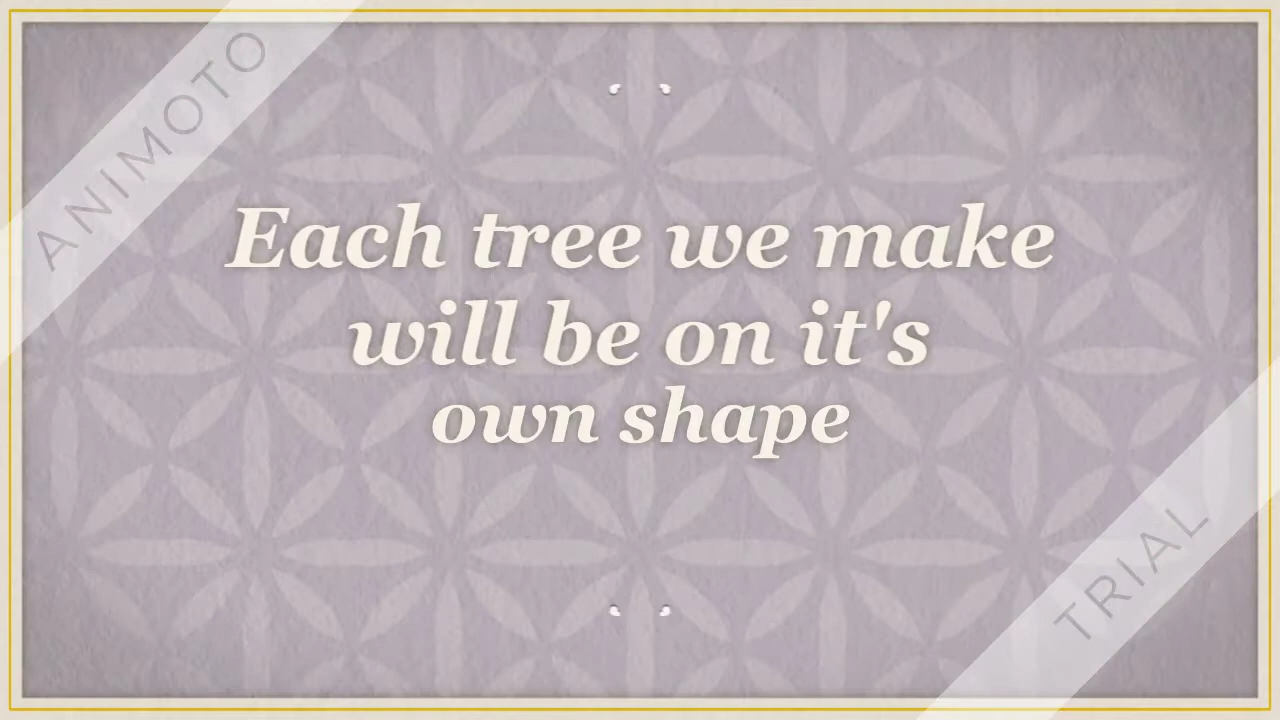 ANIMOTO
Each tree we make
will be on it's
own shape
TRIAL